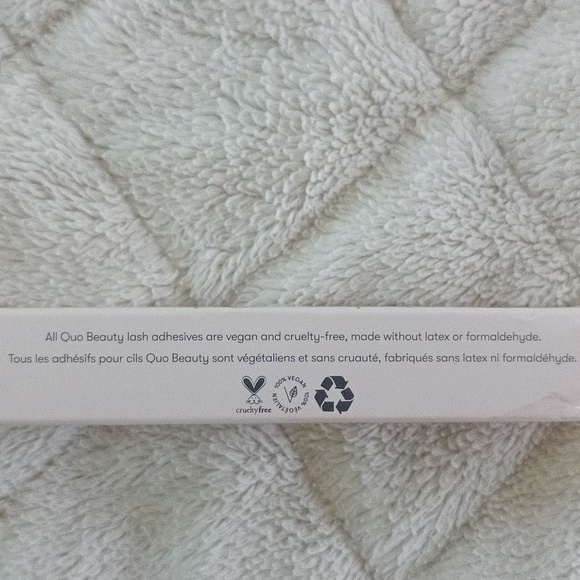 All Quo Beauty lash adhesives are vegan and cruelty-free, made without latex or formaldehyde.
Tous les adhésifs pour cils Quo Beauty sont végétaliens et sans cruauté, fabriqués sans latex ni formaldéhyde.
crueltyfree
100% VEGAN
100% VÉGÉTALIEN